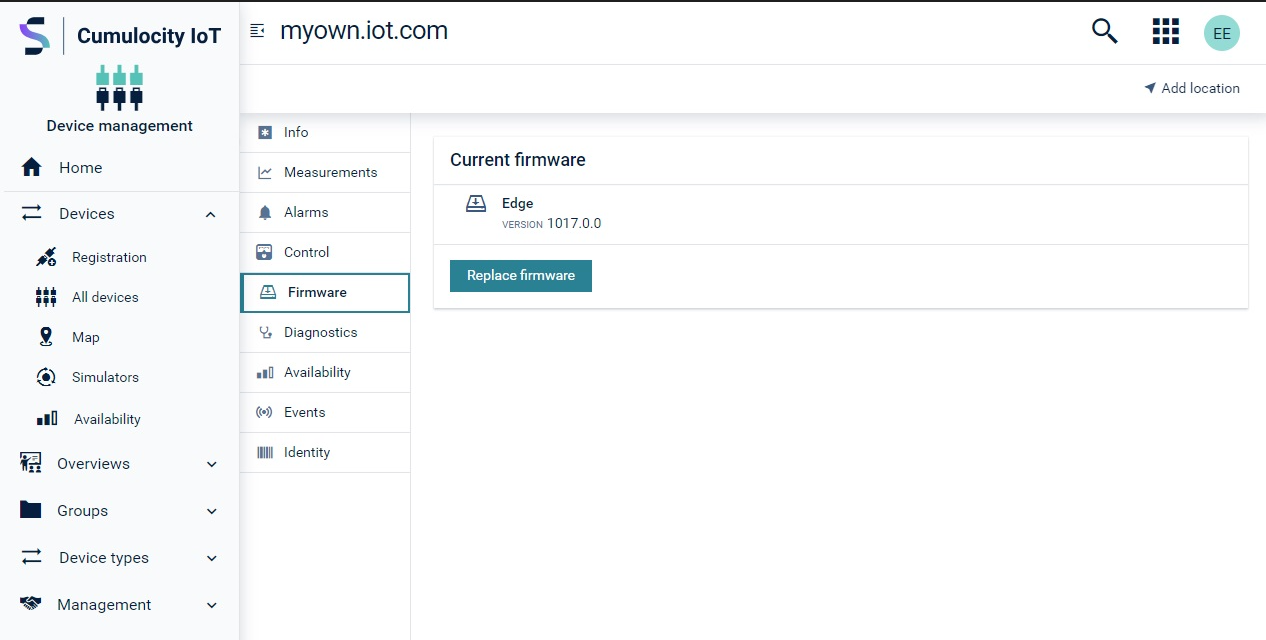 Cumulocity IoT
myown.iot.com
EE
Add location
Device management
Home
Devices
Registration
All devices
Map
Simulators
Availability
Overviews
Groups
Device types
Management
Info
Measurements
Alarms
Control
Firmware
Diagnostics
Availability
Events
Identity
Current firmware
Edge
VERSION 1017.0.0
Replace firmware